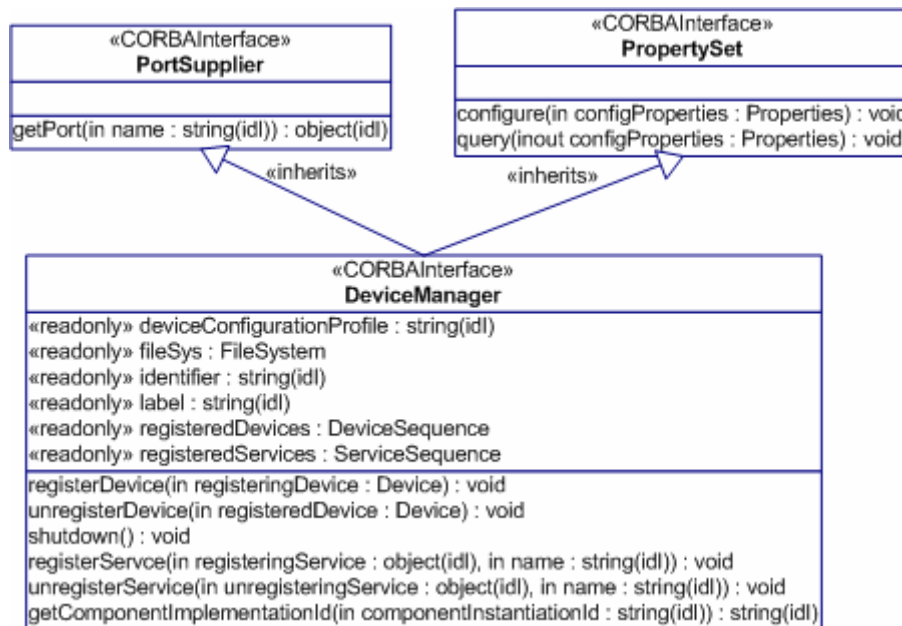 «CORBAInterface»
PortSupplier
getPort(in name : string(idl)) : object(idl)
«CORBAInterface»
PropertySet
configure(in configProperties : Properties) : void
query(inout configProperties : Properties) : void
«inherits»
«inherits»
«CORBAInterface»
DeviceManager
«readonly» deviceConfigurationProfile : string(idl)
«readonly» fileSys : FileSystem
«readonly» identifier : string(idl)
«readonly» label : string(idl)
«readonly» registeredDevices : DeviceSequence
«readonly» registeredServices : ServiceSequence
registerDevice(in registeringDevice : Device) : void
unregisterDevice(in registeredDevice : Device) : void
shutdown() : void
registerServce(in registeringService : object(idl), in name : string(idl)) : void
unregisterService(in unregisteringService : object(idl), in name : string(idl)) : void
getComponentImplementationId(in componentInstantiationId : string(idl)) : string(idl)